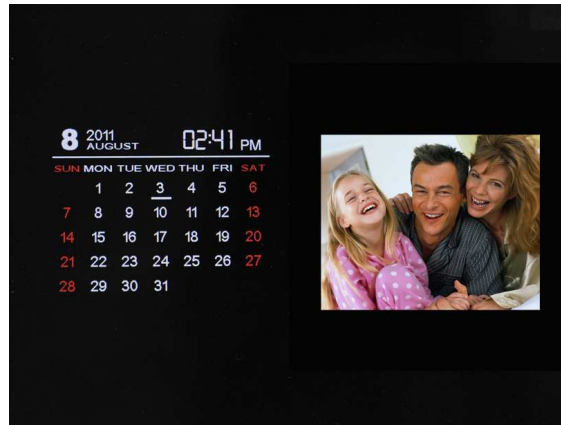 8 2011 AUGUST 02:41 PM
SUN MON TUE WED THU FRI SAT
1 2 3 4 5 6
7 8 9 10 11 12 13
14 15 16 17 18 19 20
21 22 23 24 25 26 27
28 29 30 31